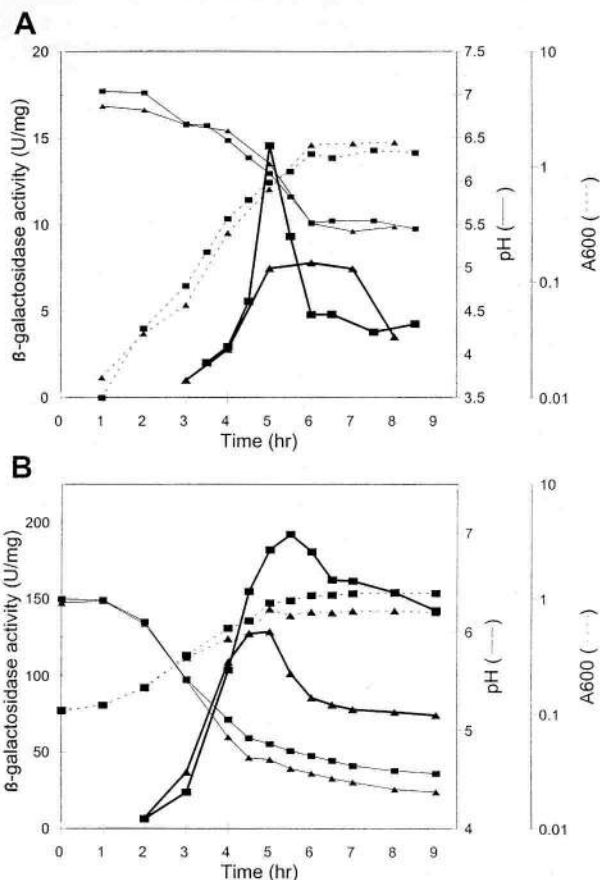 A
20
15
10
5
0
ß-galactosidase activity (U/mg)
7.5
7
6.5
6
5.5
5
4.5
4
3.5
pH (——)
10
1
0.1
0.01
A600 (·····)
0 1 2 3 4 5 6 7 8 9
Time (hr)
B
200
150
100
50
0
ß-galactosidase activity (U/mg)
7
6
5
4
pH (——)
10
1
0.1
0.01
A600 (·····)
0 1 2 3 4 5 6 7 8 9
Time (hr)